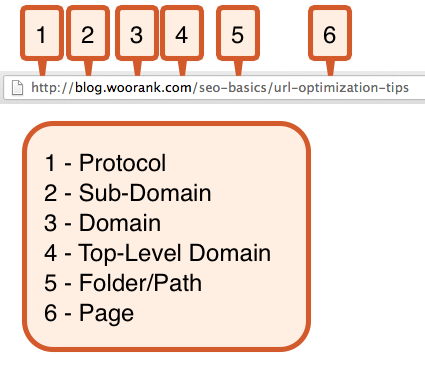 1 2 3 4 5 6
http://blog.woorank.com/seo-basics/url-optimization-tips
1 - Protocol
2 - Sub-Domain
3 - Domain
4 - Top-Level Domain
5 - Folder/Path
6 - Page